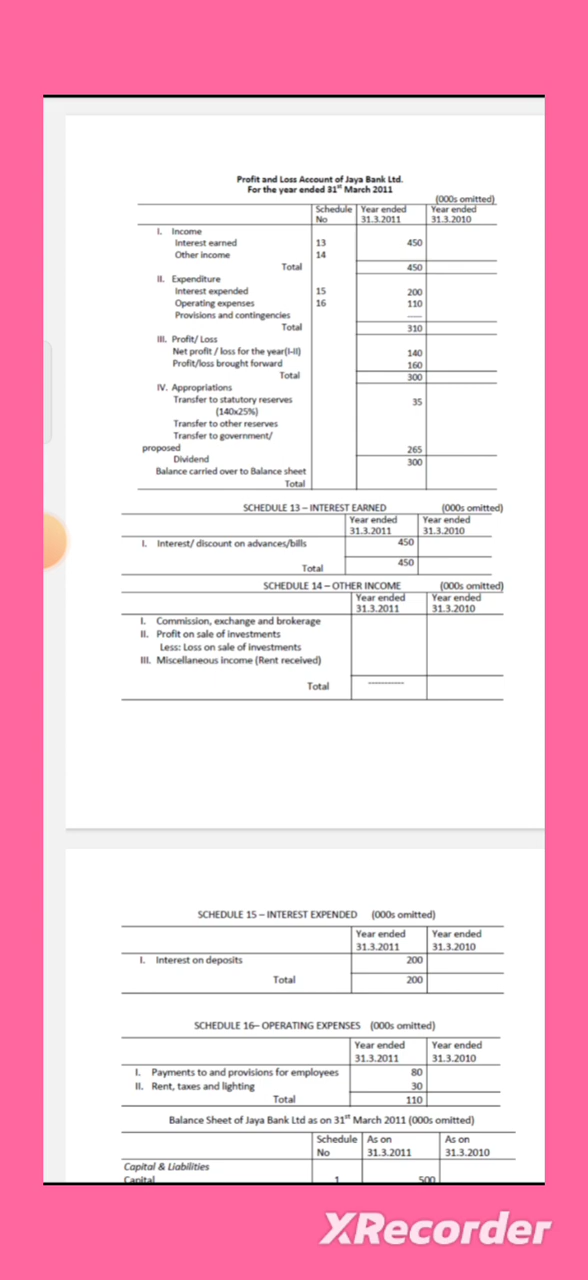 Profit and Loss Account of Jaya Bank Ltd.
For the year ended 31st March 2011
(000s omitted)
Schedule No Year ended 31.3.2011 Year ended 31.3.2010
I. Income
Interest earned 13 450
Other income 14
Total 450
II. Expenditure
Interest expended 15 200
Operating expenses 16 110
Provisions and contingencies ----
Total 310
III. Profit/ Loss
Net profit / loss for the year(I-II) 140
Profit/loss brought forward 160
Total 300
IV. Appropriations
Transfer to statutory reserves 35
(140x25%)
Transfer to other reserves
Transfer to government/
proposed 265
Dividend 300
Balance carried over to Balance sheet
Total
SCHEDULE 13 – INTEREST EARNED (000s omitted)
Year ended 31.3.2011 Year ended 31.3.2010
I. Interest/ discount on advances/bills 450
Total 450
SCHEDULE 14 – OTHER INCOME (000s omitted)
Year ended 31.3.2011 Year ended 31.3.2010
I. Commission, exchange and brokerage
II. Profit on sale of investments
Less: Loss on sale of investments
III. Miscellaneous income (Rent received)
Total ------------
SCHEDULE 15 – INTEREST EXPENDED (000s omitted)
Year ended 31.3.2011 Year ended 31.3.2010
I. Interest on deposits 200
Total 200
SCHEDULE 16– OPERATING EXPENSES (000s omitted)
Year ended 31.3.2011 Year ended 31.3.2010
I. Payments to and provisions for employees 80
II. Rent, taxes and lighting 30
Total 110
Balance Sheet of Jaya Bank Ltd as on 31st March 2011 (000s omitted)
Schedule No As on 31.3.2011 As on 31.3.2010
Capital & Liabilities
Capital 1 500
XRecorder